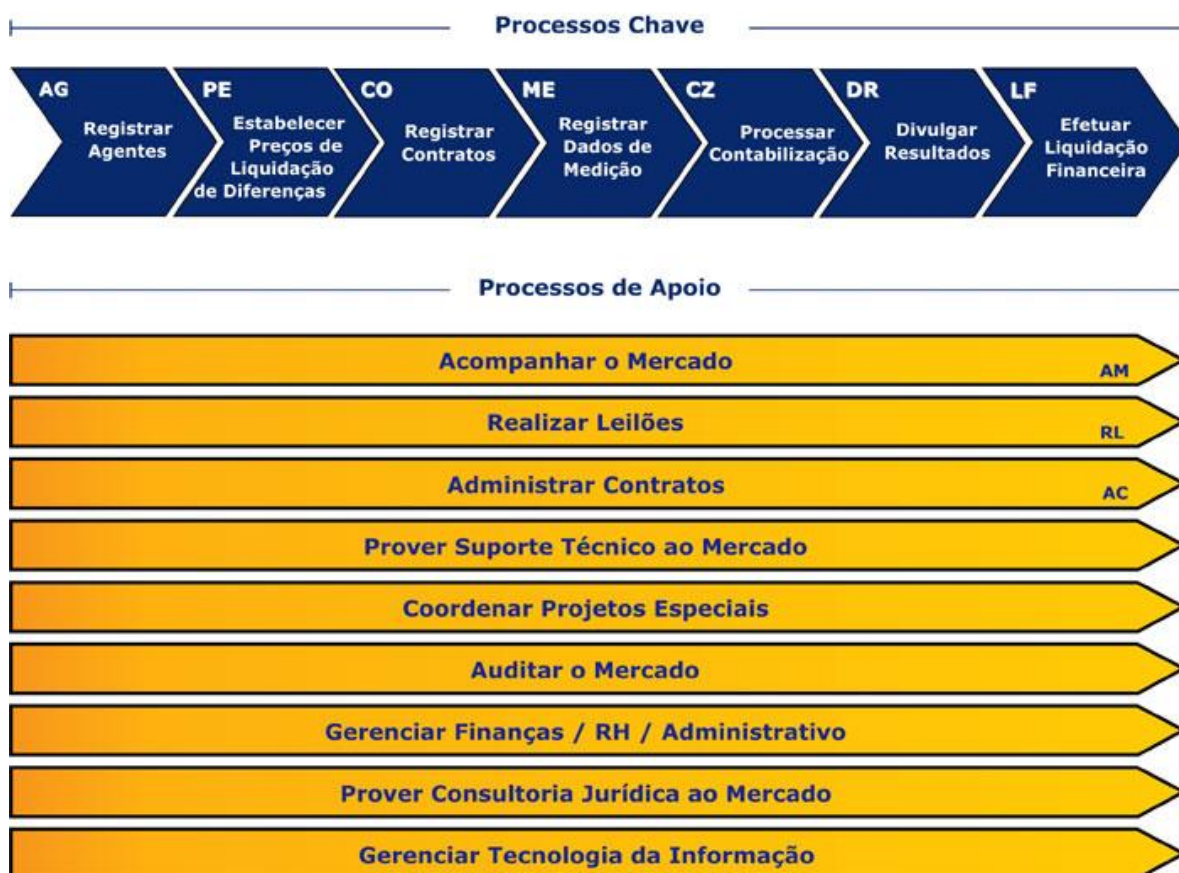 Processos Chave
AG
Registrar
Agentes
PE
Estabelecer
Preços de
Liquidação
de Diferenças
CO
Registrar
Contratos
ME
Registrar
Dados de
Medição
CZ
Processar
Contabilização
DR
Divulgar
Resultados
LF
Efetuar
Liquidação
Financeira
Processos de Apoio
Acompanhar o Mercado
AM
Realizar Leilões
RL
Administrar Contratos
AC
Prover Suporte Técnico ao Mercado
Coordenar Projetos Especiais
Auditar o Mercado
Gerenciar Finanças / RH / Administrativo
Prover Consultoria Jurídica ao Mercado
Gerenciar Tecnologia da Informação